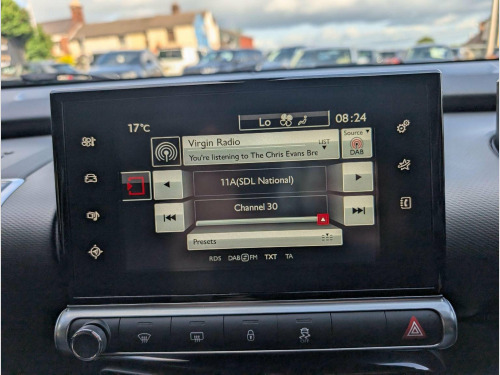 17°C
Lo
08:24
Virgin Radio
LIST
Source
You're listening to The Chris Evans Bre
DAB
11A(SDL National)
Channel 30
Presets
RDS DAB FM TXT TA